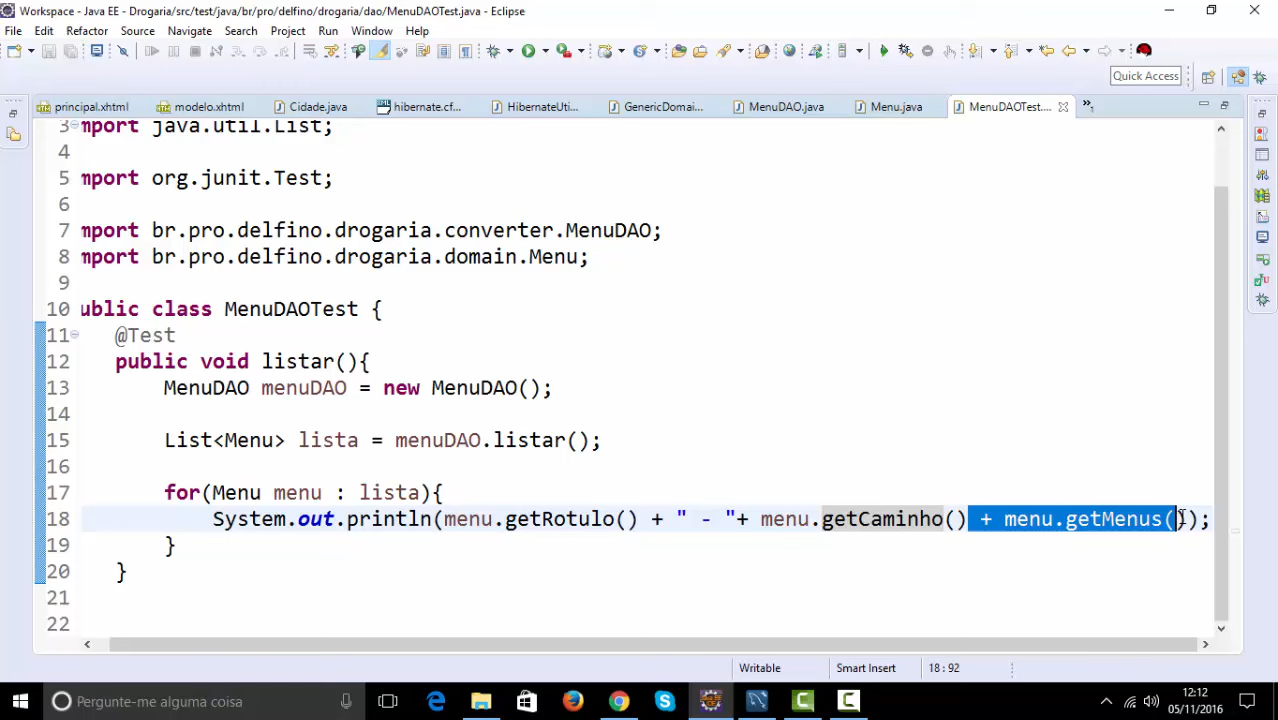 Workspace - Java EE - Drogaria/src/test/java/br/pro/delfino/drogaria/dao/MenuDAOTest.java - Eclipse
File Edit Refactor Source Navigate Search Project Run Window Help
Quick Access
principal.xhtml modelo.xhtml Cidade.java hibernate.cf... HibernateUti... GenericDomai... MenuDAO.java Menu.java MenuDAOTest.... »1
3 mport java.util.List;
4
5 mport org.junit.Test;
6
7 mport br.pro.delfino.drogaria.converter.MenuDAO;
8 mport br.pro.delfino.drogaria.domain.Menu;
9
10 ublic class MenuDAOTest {
11 @Test
12 public void listar(){
13 MenuDAO menuDAO = new MenuDAO();
14
15 List<Menu> lista = menuDAO.listar();
16
17 for(Menu menu : lista){
18 System.out.println(menu.getRotulo() + " - "+ menu.getCaminho() + menu.getMenus());
19 }
20 }
21
22
Writable Smart Insert 18 : 92
Pergunte-me alguma coisa
12:12
05/11/2016